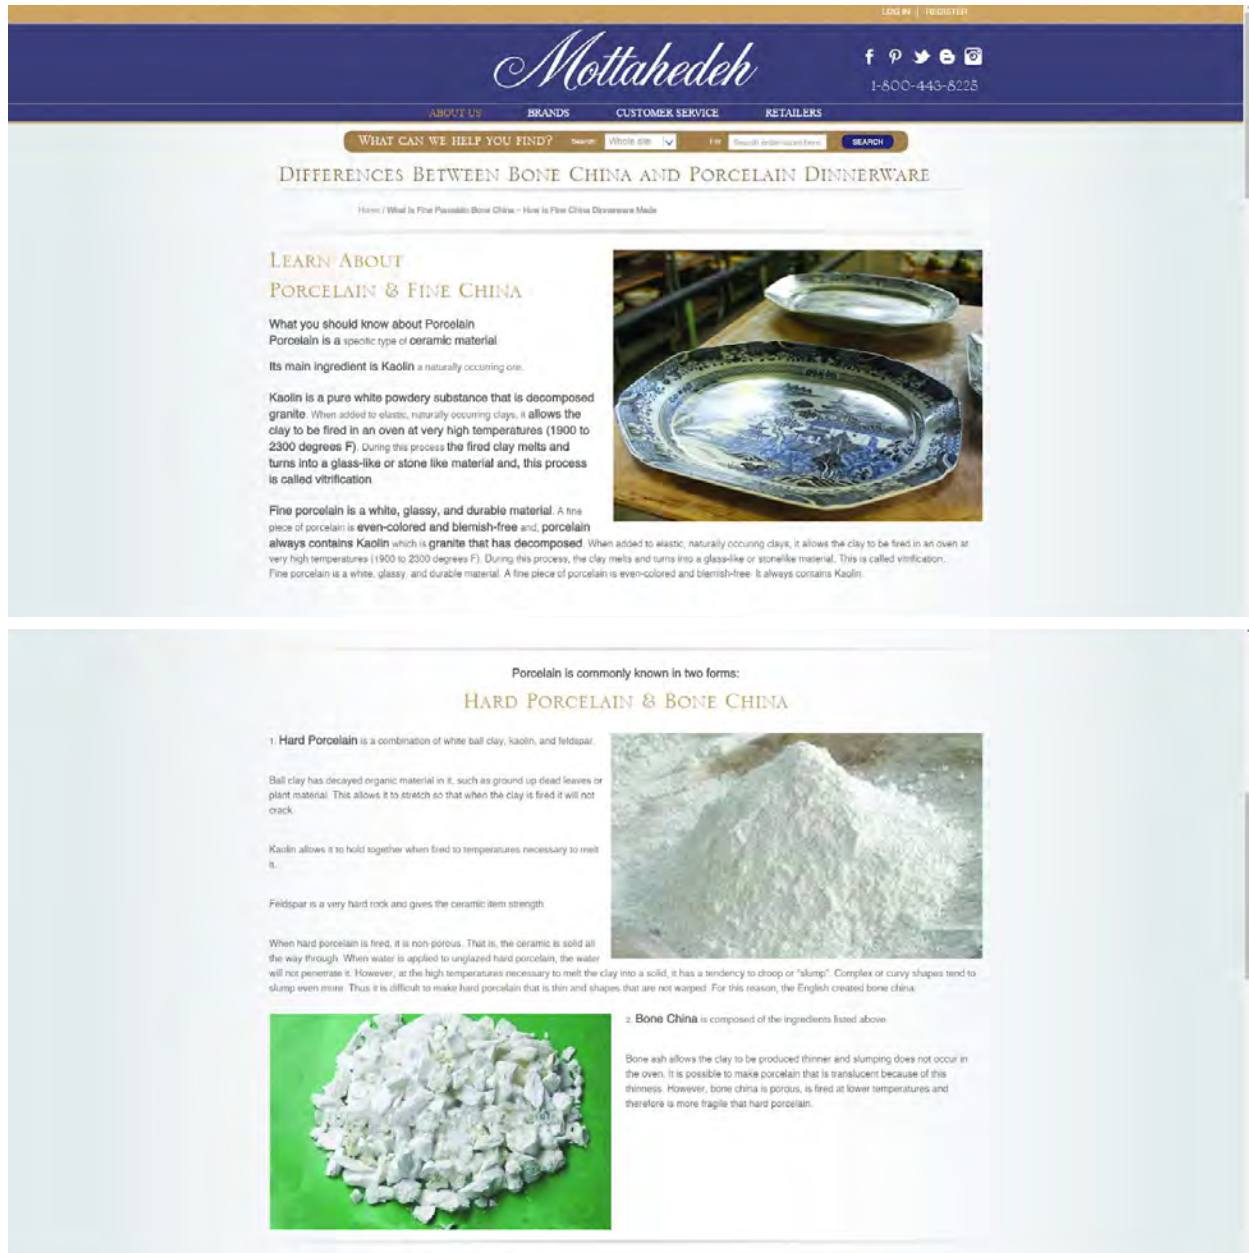 LOG IN | REGISTER
Mottahedeh
1-800-443-8225
ABOUT US BRANDS CUSTOMER SERVICE RETAILERS
WHAT CAN WE HELP YOU FIND? Search: Whole site For SEARCH
DIFFERENCES BETWEEN BONE CHINA AND PORCELAIN DINNERWARE
Home / What Is Fine Porcelain Bone China - How Is Fine China Dinnerware Made
LEARN ABOUT
PORCELAIN & FINE CHINA
What you should know about Porcelain
Porcelain is a specific type of ceramic material
Its main ingredient is Kaolin a naturally occurring ore.
Kaolin is a pure white powdery substance that is decomposed
granite. When added to elastic, naturally occurring clays, it allows the
clay to be fired in an oven at very high temperatures (1900 to
2300 degrees F). During this process the fired clay melts and
turns into a glass-like or stone like material and, this process
is called vitrification
Fine porcelain is a white, glassy, and durable material. A fine
piece of porcelain is even-colored and blemish-free and, porcelain
always contains Kaolin which is granite that has decomposed. When added to elastic, naturally occuring clays, it allows the clay to be fired in an oven at
very high temperatures (1900 to 2300 degrees F). During this process, the clay melts and turns into a glass-like or stonelike material. This is called vitrification.
Fine porcelain is a white, glassy, and durable material. A fine piece of porcelain is even-colored and blemish-free. It always contains Kaolin.
Porcelain is commonly known in two forms:
HARD PORCELAIN & BONE CHINA
1. Hard Porcelain is a combination of white ball clay, kaolin, and feldspar.
Ball clay has decayed organic material in it, such as ground up dead leaves or
plant material. This allows it to stretch so that when the clay is fired it will not
crack.
Kaolin allows it to hold together when fired to temperatures necessary to melt
it.
Feldspar is a very hard rock and gives the ceramic item strength.
When hard porcelain is fired, it is non-porous. That is, the ceramic is solid all
the way through. When water is applied to unglazed hard porcelain, the water
will not penetrate it. However, at the high temperatures necessary to melt the clay into a solid, it has a tendency to droop or "slump". Complex or curvy shapes tend to
slump even more. Thus it is difficult to make hard porcelain that is thin and shapes that are not warped. For this reason, the English created bone china.
2. Bone China is composed of the ingredients listed above.
Bone ash allows the clay to be produced thinner and slumping does not occur in
the oven. It is possible to make porcelain that is translucent because of this
thinness. However, bone china is porous, is fired at lower temperatures and
therefore is more fragile that hard porcelain.